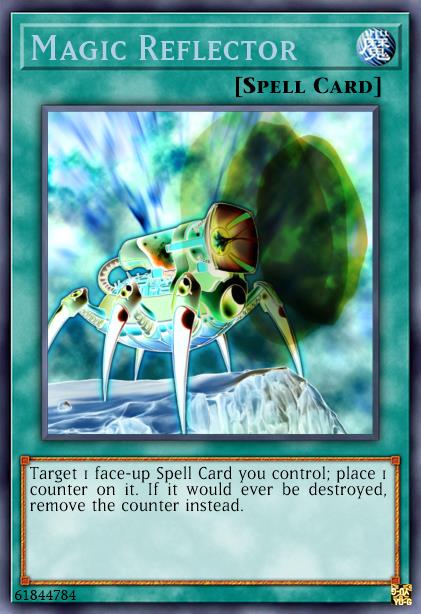 MAGIC REFLECTOR
魔
[SPELL CARD]
Target 1 face-up Spell Card you control; place 1
counter on it. If it would ever be destroyed,
remove the counter instead.
61844784